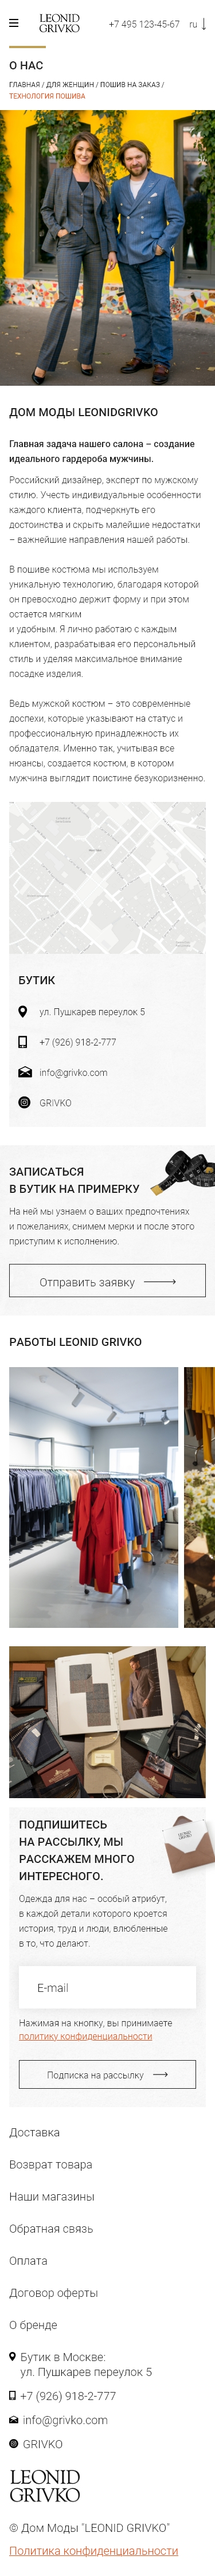 LEONID
GRIVKO
+7 495 123-45-67 ru
О НАС
ГЛАВНАЯ / ДЛЯ ЖЕНЩИН / ПОШИВ НА ЗАКАЗ /
ТЕХНОЛОГИЯ ПОШИВА
ДОМ МОДЫ LEONIDGRIVKO
Главная задача нашего салона – создание
идеального гардероба мужчины.
Российский дизайнер, эксперт по мужскому
стилю. Учесть индивидуальные особенности
каждого клиента, подчеркнуть его
достоинства и скрыть малейшие недостатки
– важнейшие направления нашей работы.
В пошиве костюма мы используем
уникальную технологию, благодаря которой
он превосходно держит форму и при этом
остается мягким
и удобным. Я лично работаю с каждым
клиентом, разрабатывая его персональный
стиль и уделяя максимальное внимание
посадке изделия.
Ведь мужской костюм – это современные
доспехи, которые указывают на статус и
профессиональную принадлежность их
обладателя. Именно так, учитывая все
нюансы, создается костюм, в котором
мужчина выглядит поистине безукоризненно.
БУТИК
ул. Пушкарев переулок 5
+7 (926) 918-2-777
info@grivko.com
GRIVKO
ЗАПИСАТЬСЯ
В БУТИК НА ПРИМЕРКУ
На ней мы узнаем о ваших предпочтениях
и пожеланиях, снимем мерки и после этого
приступим к исполнению.
Отправить заявку
РАБОТЫ LEONID GRIVKO
ПОДПИШИТЕСЬ
НА РАССЫЛКУ, МЫ
РАССКАЖЕМ МНОГО
ИНТЕРЕСНОГО.
Одежда для нас – особый атрибут,
в каждой детали которого кроется
история, труд и люди, влюбленные
в то, что делают.
E-mail
Нажимая на кнопку, вы принимаете
политику конфиденциальности
Подписка на рассылку
Доставка
Возврат товара
Наши магазины
Обратная связь
Оплата
Договор оферты
О бренде
Бутик в Москве:
ул. Пушкарев переулок 5
+7 (926) 918-2-777
info@grivko.com
GRIVKO
LEONID
GRIVKO
© Дом Моды "LEONID GRIVKO"
Политика конфиденциальности